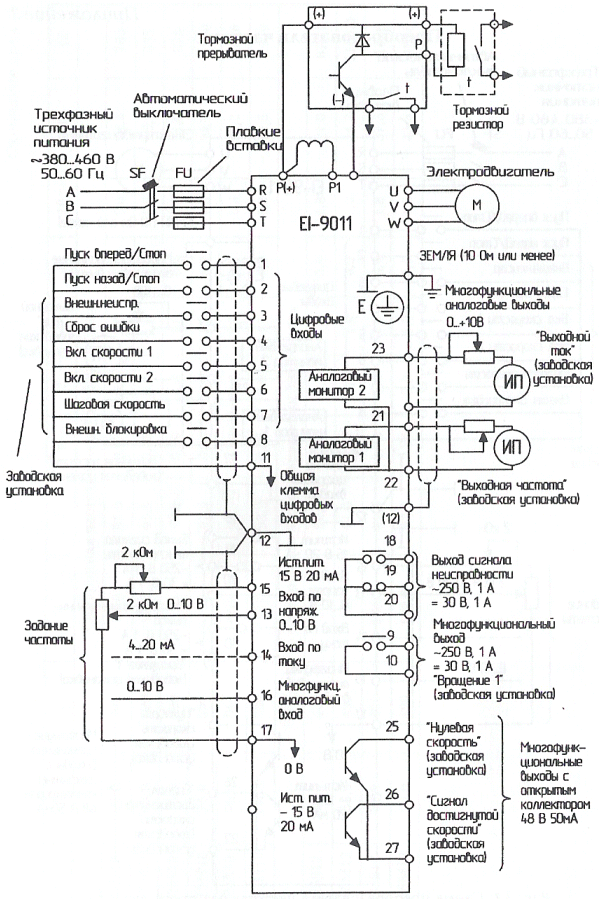 Тормозной
прерыватель
(+)
(+)
P
(-)
t
t
Тормозной
резистор
Трехфазный
источник
питания
~380...460 В
50...60 Гц
Автоматический
выключатель
Плавкие
вставки
SF
FU
A
B
C
R
S
T
P(+)
P1
EI-9011
U
V
W
Электродвигатель
М
ЗЕМ/Я (10 Ом или менее)
E
Пуск вперед/Стоп
1
Пуск назад/Стоп
2
Внешн.неиспр.
3
Сброс ошибки
4
Вкл. скорости 1
5
Вкл. скорости 2
6
Шаговая скорость
7
Внешн. блокировка
8
11
Цифровые
входы
Заводская
установка
Общая
клемма
цифровых
входов
Многофункциональные
аналоговые выходы
0...+10В
23
Аналоговый
монитор 2
ИП
"Выходной
ток"
(заводская
установка)
21
Аналоговый
монитор 1
ИП
22
"Выходная частота"
(заводская установка)
(12)
12
2 кОм
15
Ист.пит.
15 В 20 мА
2 кОм
0...10 В
13
Вход по
напряж.
0...10 В
Задание
частоты
4...20 мА
14
Вход по
току
0...10 В
16
Многфункц.
аналоговый
вход
17
0 В
Ист. пит.
– 15 В
20 мА
18
19
20
Выход сигнала
неисправности
~250 В, 1 А
= 30 В, 1 А
9
10
Многофункциональный
выход
~250 В, 1 А
= 30 В, 1 А
"Вращение 1"
(заводская установка)
25
"Нулевая
скорость"
(заводская
установка)
26
"Сигнал
достигнутой
скорости"
(заводская
установка)
27
Многофунк-
циональные
выходы с
открытым
коллектором
48 В 50мА